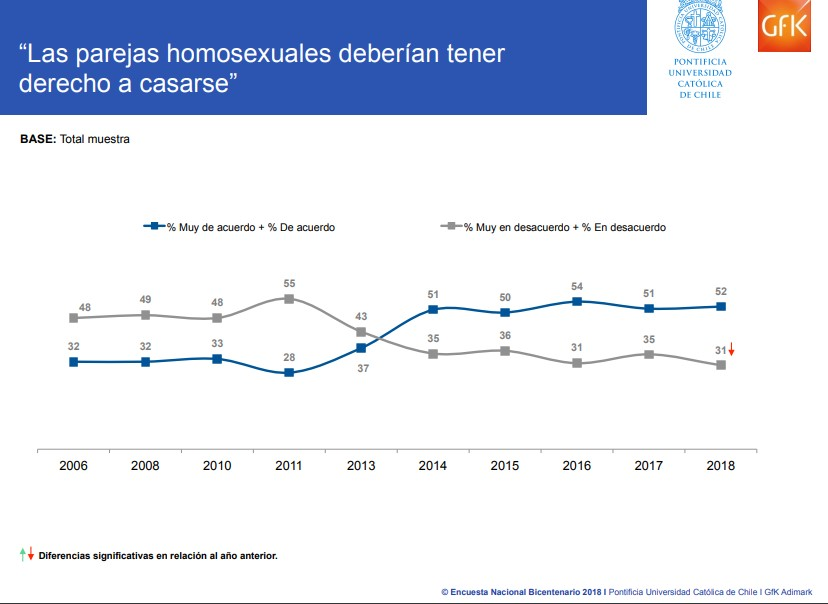 “Las parejas homosexuales deberían tener
derecho a casarse”
GfK
PONTIFICIA
UNIVERSIDAD
CATÓLICA
DE CHILE
BASE: Total muestra
% Muy de acuerdo + % De acuerdo
% Muy en desacuerdo + % En desacuerdo
48 49 48 55 43 51 50 54 51 52
32 32 33 28 37 35 36 31 35 31
2006 2008 2010 2011 2013 2014 2015 2016 2017 2018
Diferencias significativas en relación al año anterior.
© Encuesta Nacional Bicentenario 2018 I Pontificia Universidad Católica de Chile I GfK Adimark